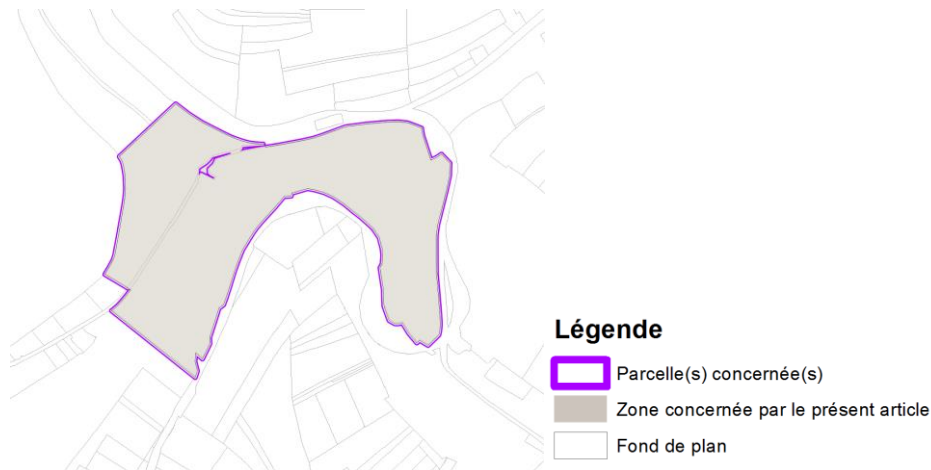 Légende
Parcelle(s) concernée(s)
Zone concernée par le présent article
Fond de plan